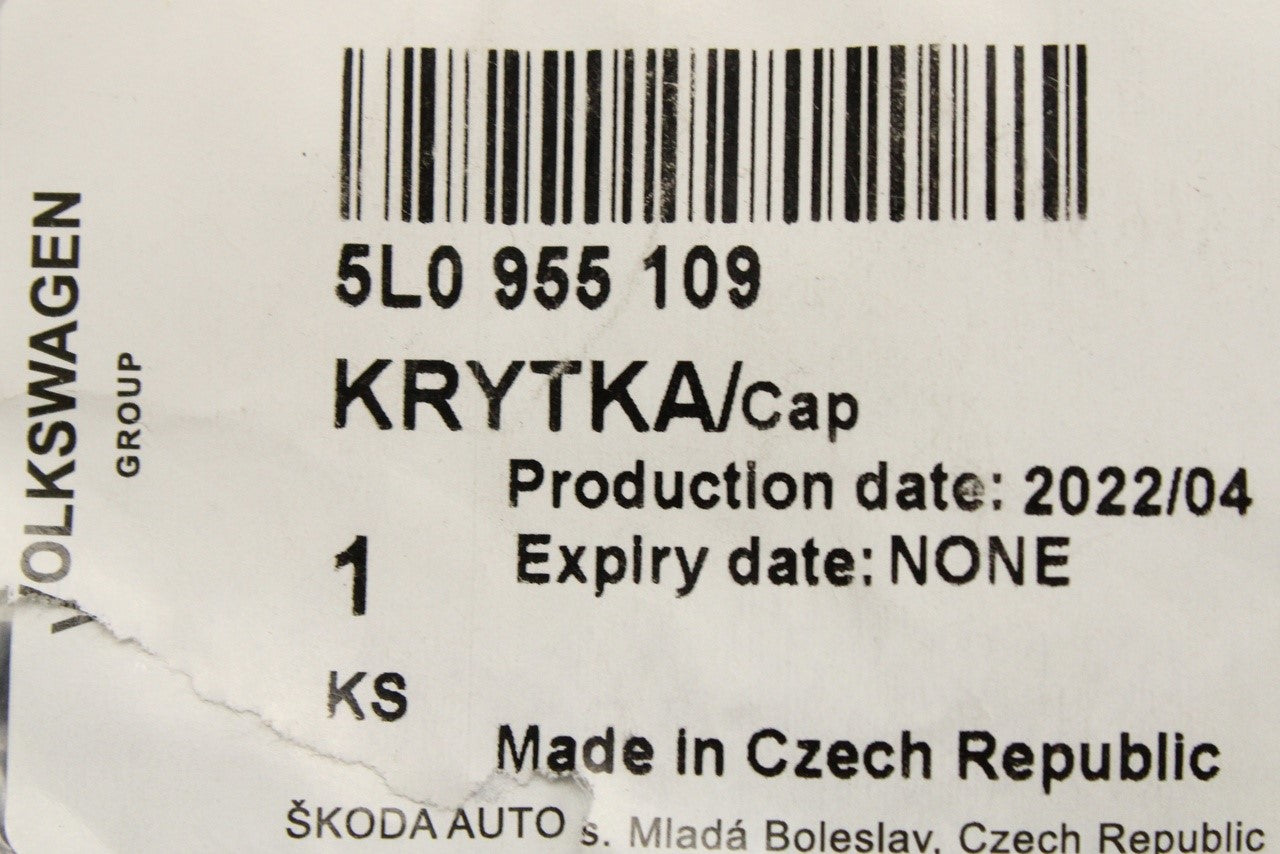 VOLKSWAGEN
GROUP
5L0 955 109
KRYTKA/Cap
Production date: 2022/04
1
Expiry date: NONE
KS
Made in Czech Republic
ŠKODA AUTO s. Mladá Boleslav, Czech Republic